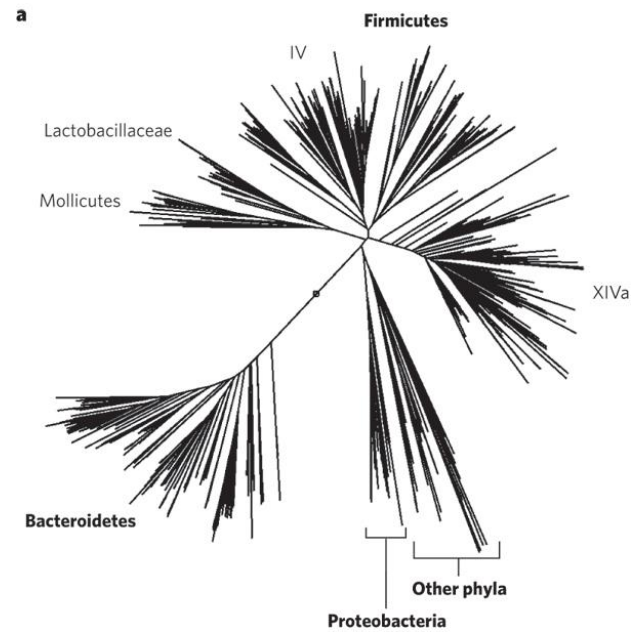 a
Firmicutes
IV
Lactobacillaceae
Mollicutes
XIVa
Bacteroidetes
Other phyla
Proteobacteria